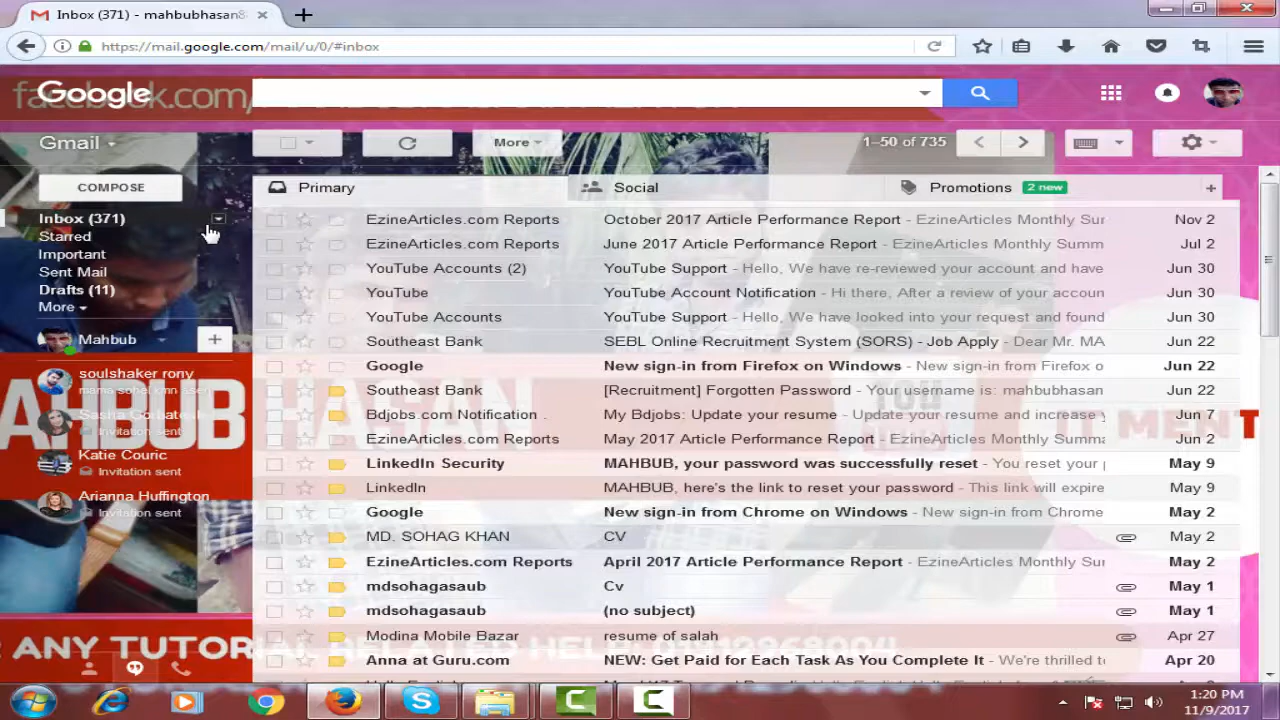 Inbox (371) - mahbubhasan8
https://mail.google.com/mail/u/0/#inbox
facebook.com/
Google
Gmail
More
1–50 of 735
COMPOSE
Primary
Social
Promotions
2 new
Inbox (371)
Starred
Important
Sent Mail
Drafts (11)
More
Mahbub
soulshaker rony
Invitation sent
Katie Couric
Invitation sent
Arianna Huffington
Invitation sent
EzineArticles.com Reports October 2017 Article Performance Report - EzineArticles Monthly Sur Nov 2
EzineArticles.com Reports June 2017 Article Performance Report - EzineArticles Monthly Summ Jul 2
YouTube Accounts (2) YouTube Support - Hello, We have re-reviewed your account and have Jun 30
YouTube YouTube Account Notification - Hi there, After a review of your accoun Jun 30
YouTube Accounts YouTube Support - Hello, We have looked into your request and found Jun 30
Southeast Bank SEBL Online Recruitment System (SORS) - Job Apply - Dear Mr. MA Jun 22
Google New sign-in from Firefox on Windows - New sign-in from Firefox o Jun 22
Southeast Bank [Recruitment] Forgotten Password - Your username is: mahbubhasan Jun 22
Bdjobs.com Notification . My Bdjobs: Update your resume - Update your resume and increase y Jun 7
EzineArticles.com Reports May 2017 Article Performance Report - EzineArticles Monthly Summa Jun 2
LinkedIn Security MAHBUB, your password was successfully reset - You reset your p May 9
LinkedIn MAHBUB, here's the link to reset your password - This link will expire May 9
Google New sign-in from Chrome on Windows - New sign-in from Chrome May 2
MD. SOHAG KHAN CV May 2
EzineArticles.com Reports April 2017 Article Performance Report - EzineArticles Monthly Sur May 2
mdsohagasaub Cv May 1
mdsohagasaub (no subject) May 1
Modina Mobile Bazar resume of salah Apr 27
Anna at Guru.com NEW: Get Paid for Each Task As You Complete It - We're thrilled to Apr 20
AHBUB HASAN
ANY TUTORIAL RELATED HELP:
1:20 PM
11/9/2017